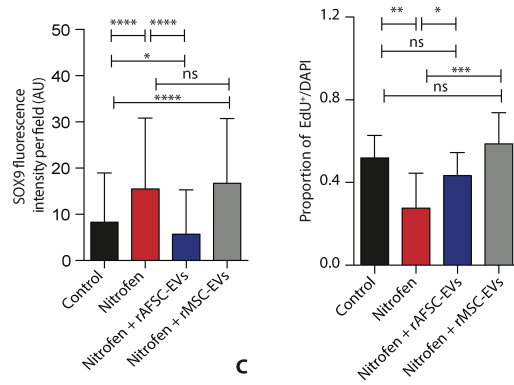 **** ****
*
ns
****
50
40
30
20
10
0
SOX9 fluorescence
intensity per field (AU)
Control
Nitrofen
Nitrofen + rAFSC-EVs
Nitrofen + rMSC-EVs
C
** *
ns
***
ns
1.2
0.8
0.4
0.0
Proportion of EdU⁺/DAPI
Control
Nitrofen
Nitrofen + rAFSC-EVs
Nitrofen + rMSC-EVs